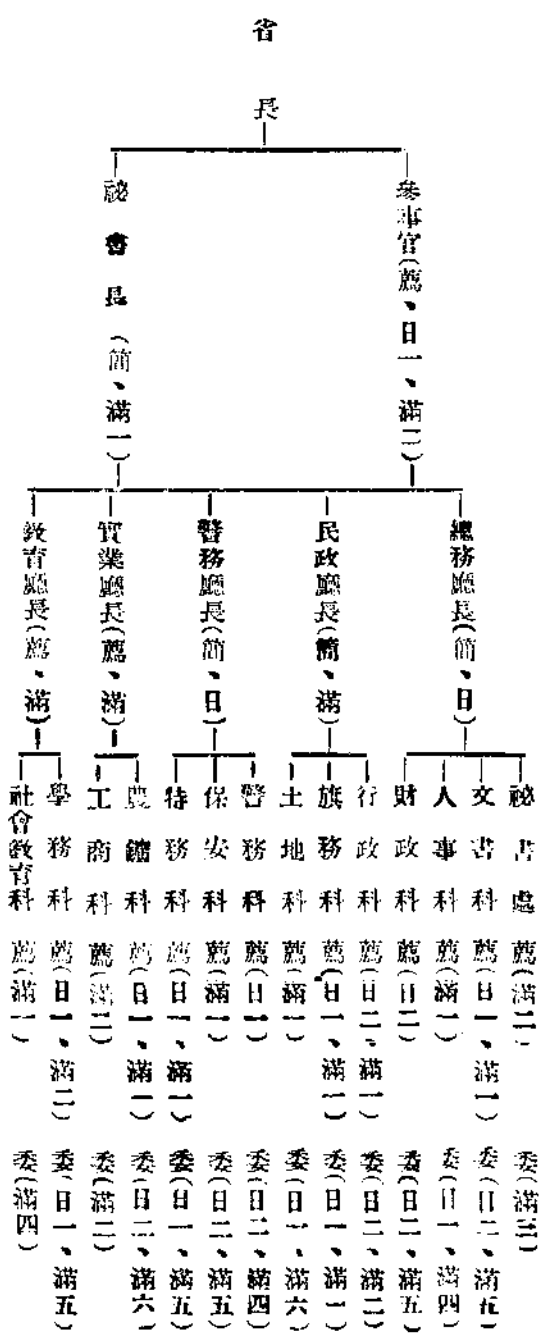 省長
參事官(薦、日一、滿二)
祕會長(簡、滿一)
總務廳長(簡、日)
民政廳長(簡、滿)
警務廳長(簡、日)
實業廳長(薦、滿)
教育廳長(薦、滿)
祕書處 薦(滿二) 委(滿三)
文書科 薦(日一、滿一) 委(日二、滿五)
人事科 薦(滿一) 委(日一、滿四)
財政科 薦(日二) 委(日二、滿五)
行政科 薦(日二、滿一) 委(日二、滿二)
旗務科 薦(日一、滿一) 委(日一、滿一)
土地科 薦(滿一) 委(日一、滿六)
警務科 薦(日一) 委(日二、滿四)
保安科 薦(滿一) 委(日二、滿五)
特務科 薦(日一、滿一) 委(日一、滿五)
農鑛科 薦(日一、滿一) 委(日二、滿六)
工商科 薦(滿二) 委(滿二)
學務科 薦(日一、滿二) 委(日一、滿五)
社會教育科 薦(滿一) 委(滿四)